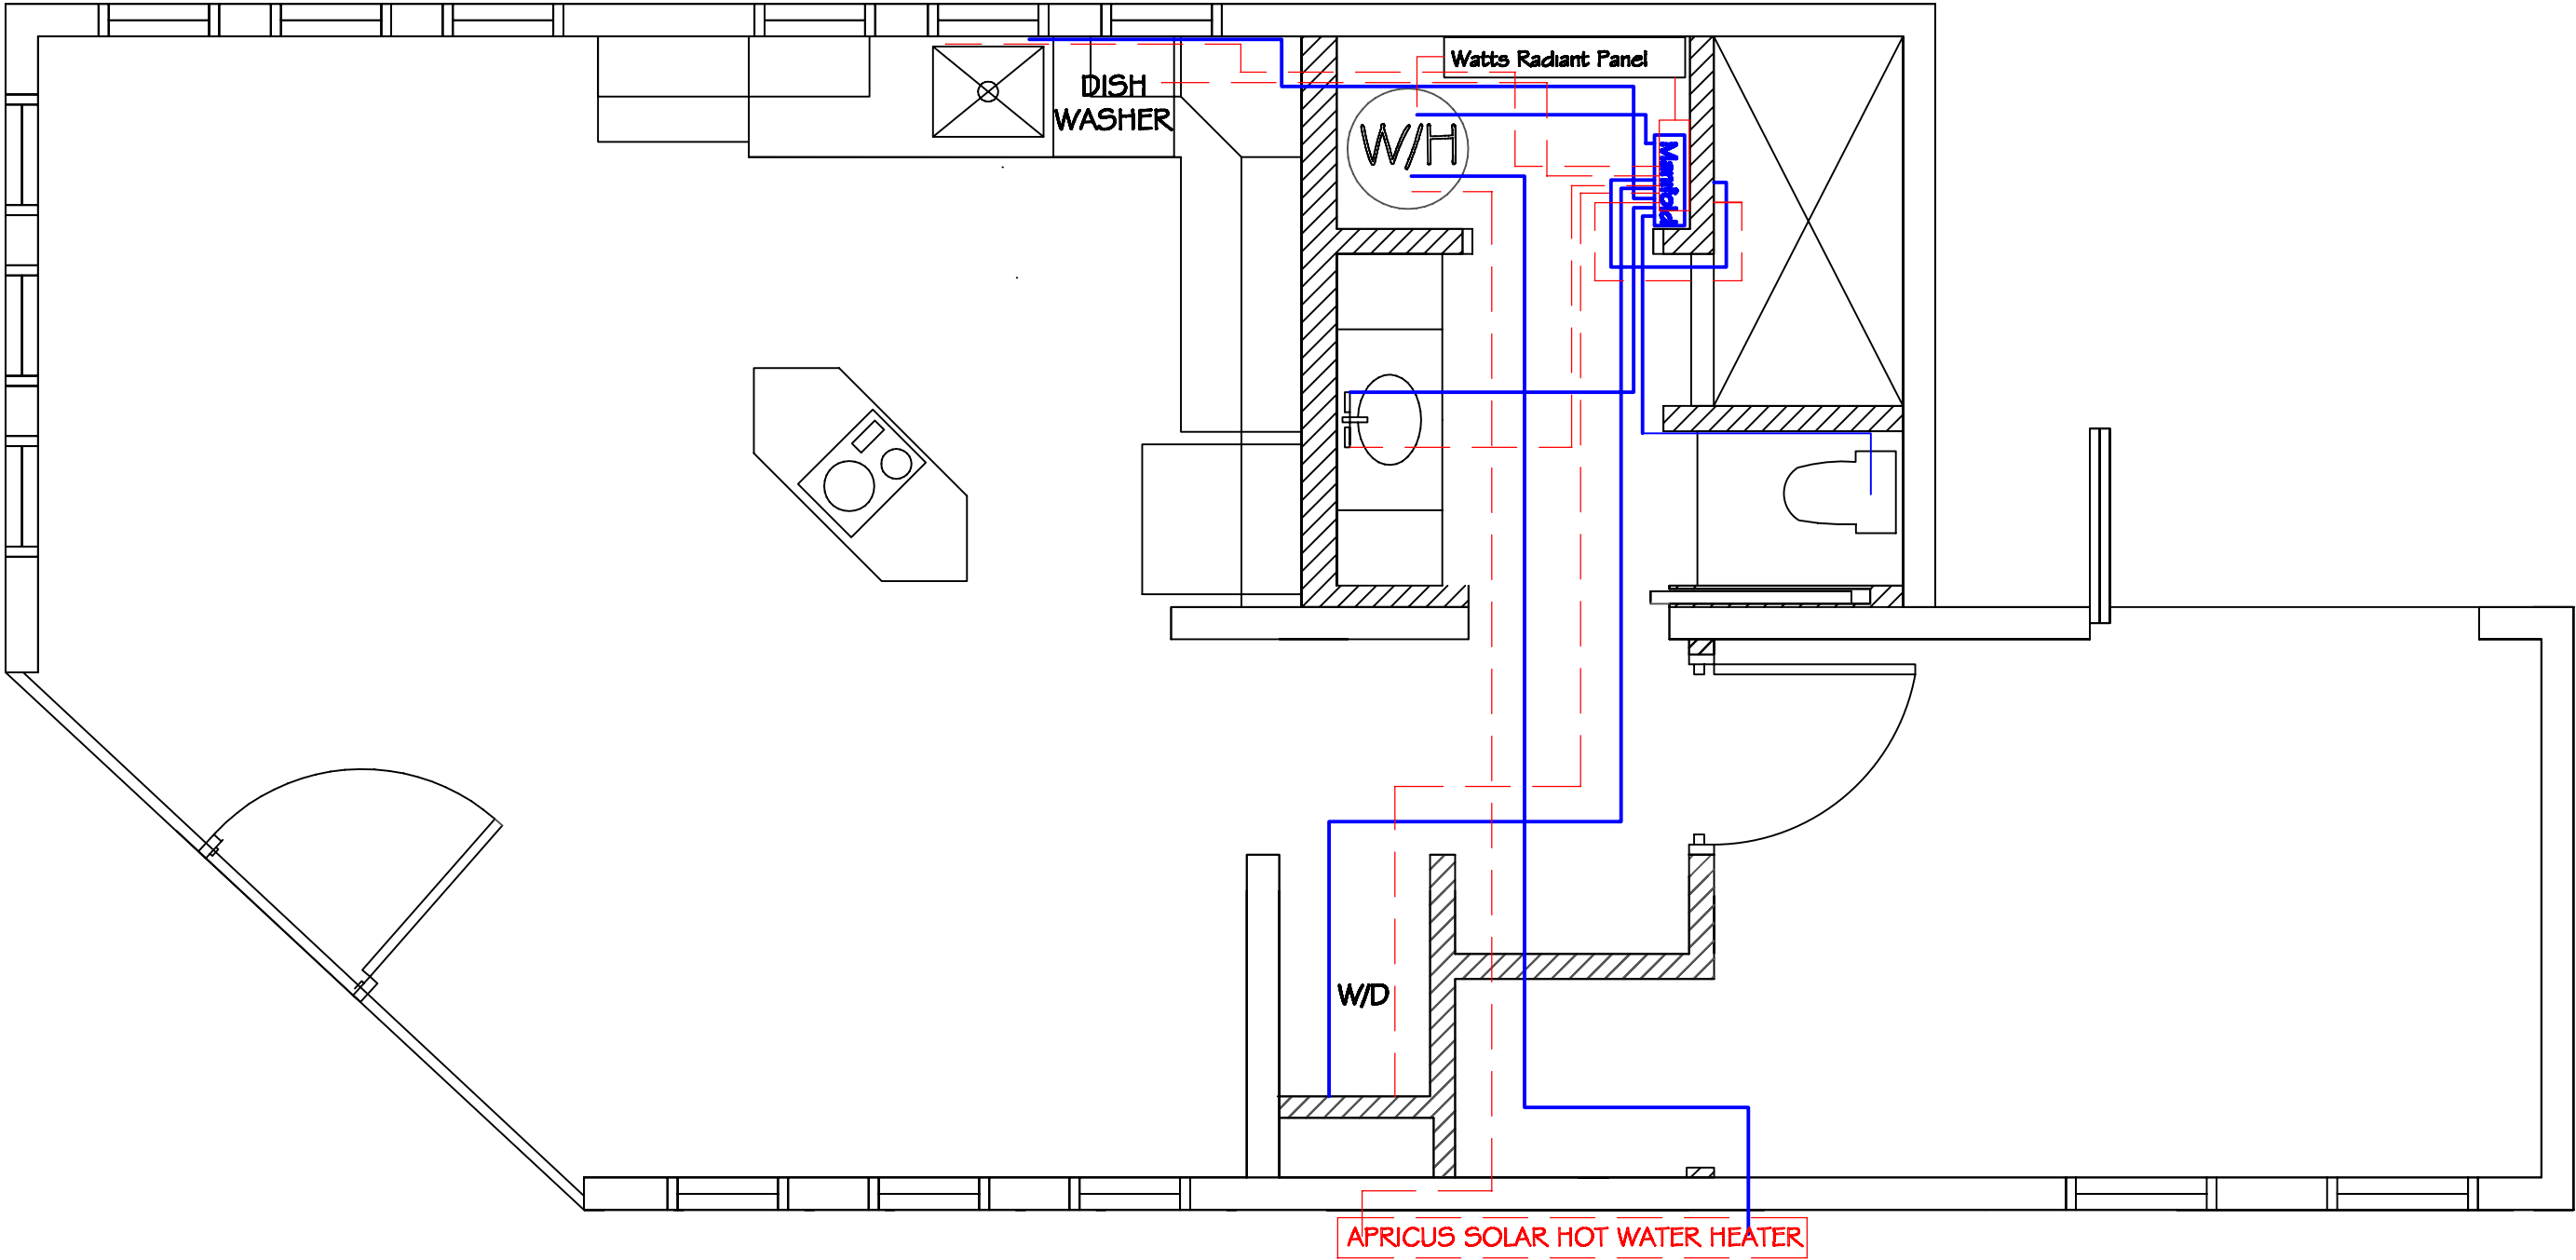 Watts Radiant Panel
DISH
WASHER
W/H
Manifold
W/D
APRICUS SOLAR HOT WATER HEATER